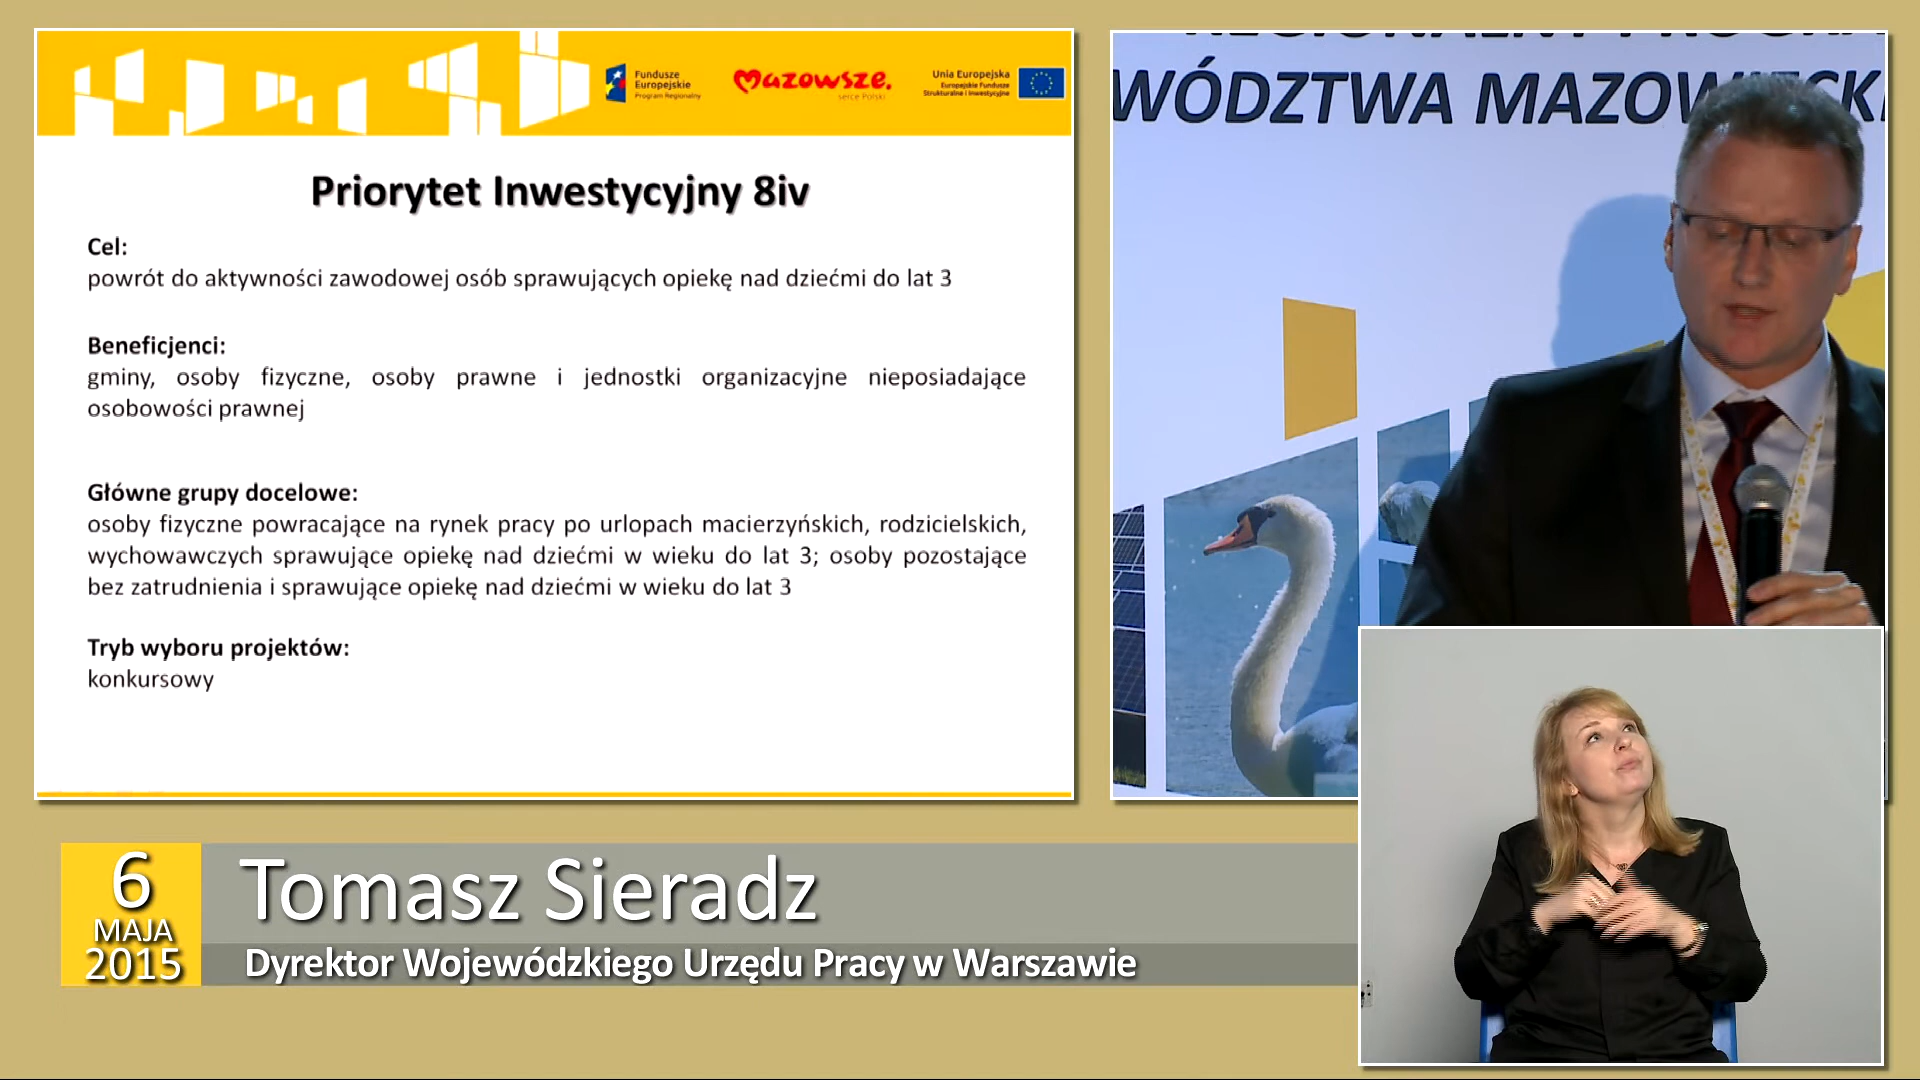 Fundusze
Europejskie
Program Regionalny
Mazowsze.
serce Polski
Unia Europejska
Europejskie Fundusze
Strukturalne i Inwestycyjne
Priorytet Inwestycyjny 8iv
Cel:
powrót do aktywności zawodowej osób sprawujących opiekę nad dziećmi do lat 3
Beneficjenci:
gminy, osoby fizyczne, osoby prawne i jednostki organizacyjne nieposiadające
osobowości prawnej
Główne grupy docelowe:
osoby fizyczne powracające na rynek pracy po urlopach macierzyńskich, rodzicielskich,
wychowawczych sprawujące opiekę nad dziećmi w wieku do lat 3; osoby pozostające
bez zatrudnienia i sprawujące opiekę nad dziećmi w wieku do lat 3
Tryb wyboru projektów:
konkursowy
WÓDZTWA MAZOW
6
MAJA
2015
Tomasz Sieradz
Dyrektor Wojewódzkiego Urzędu Pracy w Warszawie